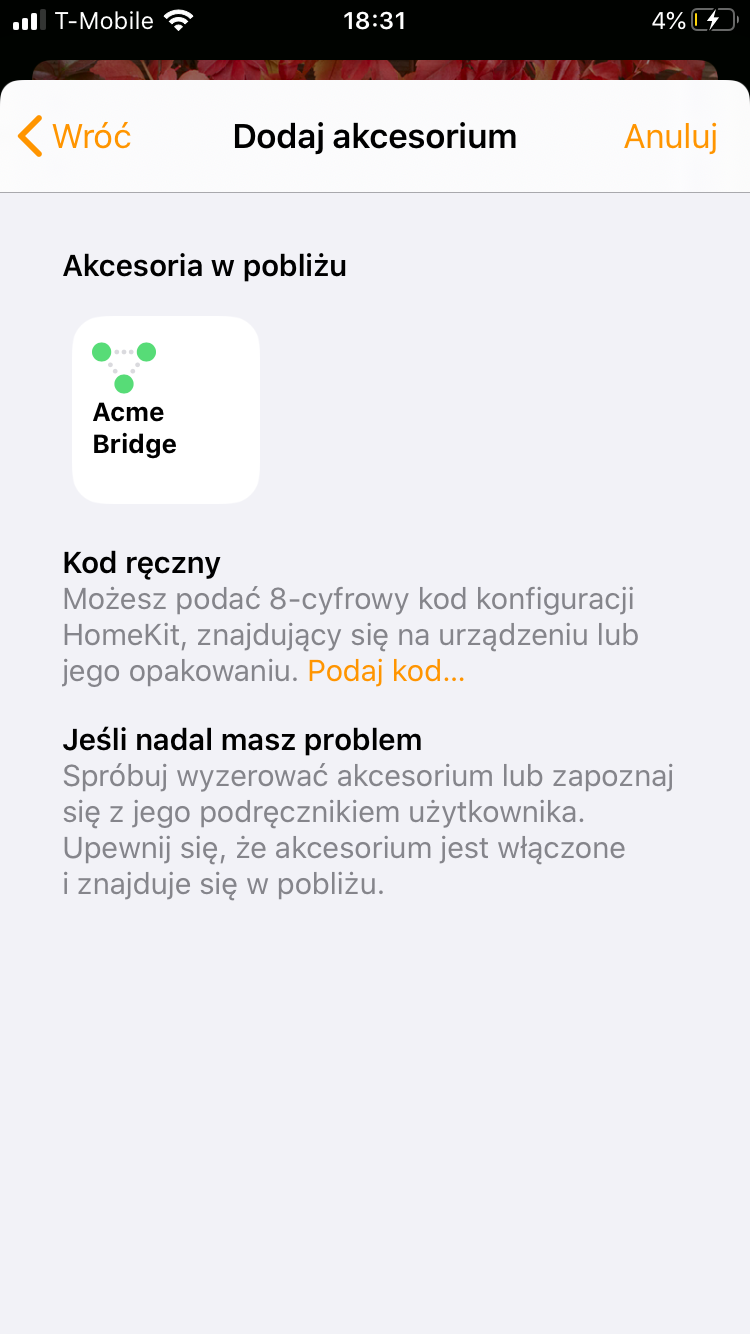 T-Mobile 18:31 4%
Wróć Dodaj akcesorium Anuluj
Akcesoria w pobliżu
Acme
Bridge
Kod ręczny
Możesz podać 8-cyfrowy kod konfiguracji
HomeKit, znajdujący się na urządzeniu lub
jego opakowaniu. Podaj kod...
Jeśli nadal masz problem
Spróbuj wyzerować akcesorium lub zapoznaj
się z jego podręcznikiem użytkownika.
Upewnij się, że akcesorium jest włączone
i znajduje się w pobliżu.